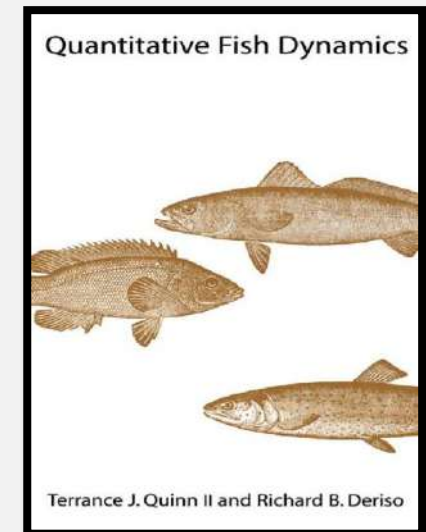 Quantitative Fish Dynamics
Terrance J. Quinn II and Richard B. Deriso